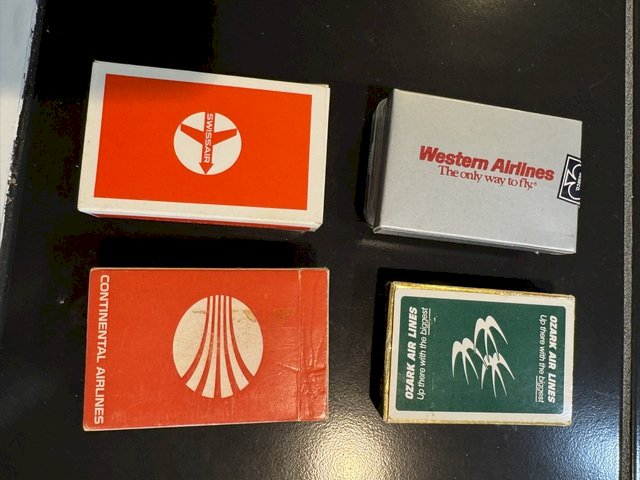 SWISSAIR
Western Airlines
The only way to fly.®
CONTINENTAL AIRLINES
OZARK AIR LINES
Up there with the biggest
OZARK AIR LINES
Up there with the biggest